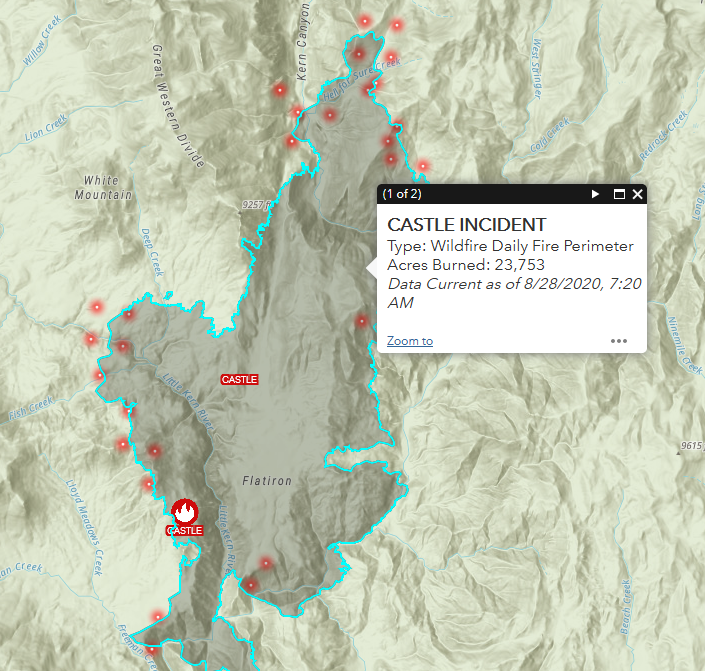 Willow Creek
Kern Canyon
Great Western Divide
West Stringer
Hell for Sure Creek
Lion Creek
Cold Creek
Redrock Creek
White
Mountain
(1 of 2)
9257 ft
CASTLE INCIDENT
Type: Wildfire Daily Fire Perimeter
Acres Burned: 23,753
Data Current as of 8/28/2020, 7:20
AM
Zoom to
Deep Creek
Ninemile Creek
CASTLE
Little Kern River
Fish Creek
9615
Flatiron
Lloyd Meadows Creek
Little Kern River
CASTLE
Creek
Beach Creek
Freeman Creek